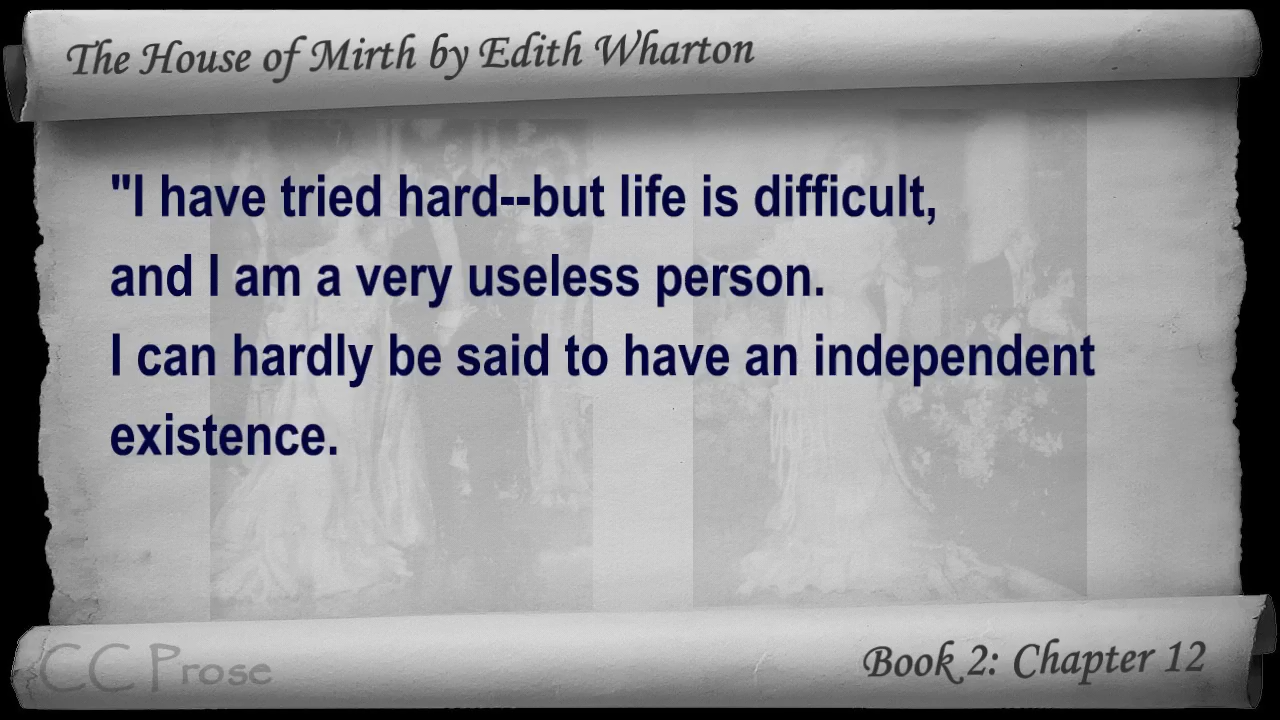 The House of Mirth by Edith Wharton
"I have tried hard--but life is difficult,
and I am a very useless person.
I can hardly be said to have an independent
existence.
CC Prose
Book 2: Chapter 12